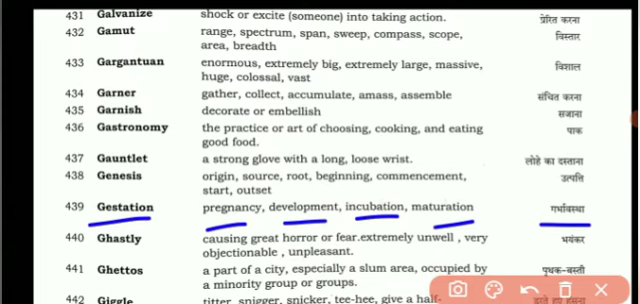 431 Galvanize shock or excite (someone) into taking action. प्रेरित करना
432 Gamut range, spectrum, span, sweep, compass, scope, विस्तार
area, breadth
433 Gargantuan enormous, extremely big, extremely large, massive, विशाल
huge, colossal, vast
434 Garner gather, collect, accumulate, amass, assemble संचित करना
435 Garnish decorate or embellish सजाना
436 Gastronomy the practice or art of choosing, cooking, and eating पाक
good food.
437 Gauntlet a strong glove with a long, loose wrist. लोहे का दस्ताना
438 Genesis origin, source, root, beginning, commencement, उत्पत्ति
start, outset
439 Gestation pregnancy, development, incubation, maturation गर्भावस्था
440 Ghastly causing great horror or fear.extremely unwell , very भयंकर
objectionable , unpleasant.
441 Ghettos a part of a city, especially a slum area, occupied by पृथक-बस्ती
a minority group or groups.
442 Giggle titter, snigger, snicker, tee-hee, give a half-